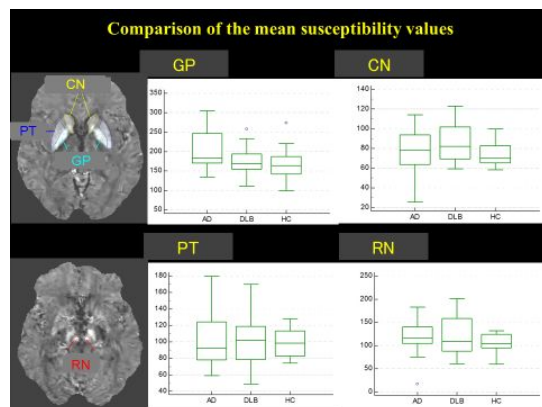 Comparison of the mean susceptibility values
GP
CN
CN
PT
GP
350
300
250
200
150
100
50
AD DLB HC
140
120
100
80
60
40
20
AD DLB HC
PT
RN
RN
180
160
140
120
100
80
60
40
AD DLB HC
250
200
150
100
50
0
AD DLB HC